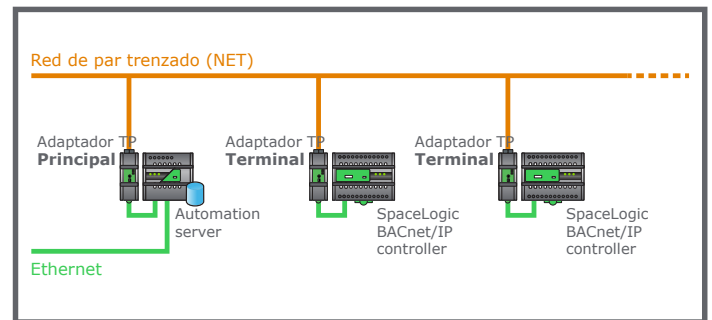 Red de par trenzado (NET)
Adaptador TP
Principal
Adaptador TP
Terminal
Adaptador TP
Terminal
Automation
server
SpaceLogic
BACnet/IP
controller
SpaceLogic
BACnet/IP
controller
Ethernet